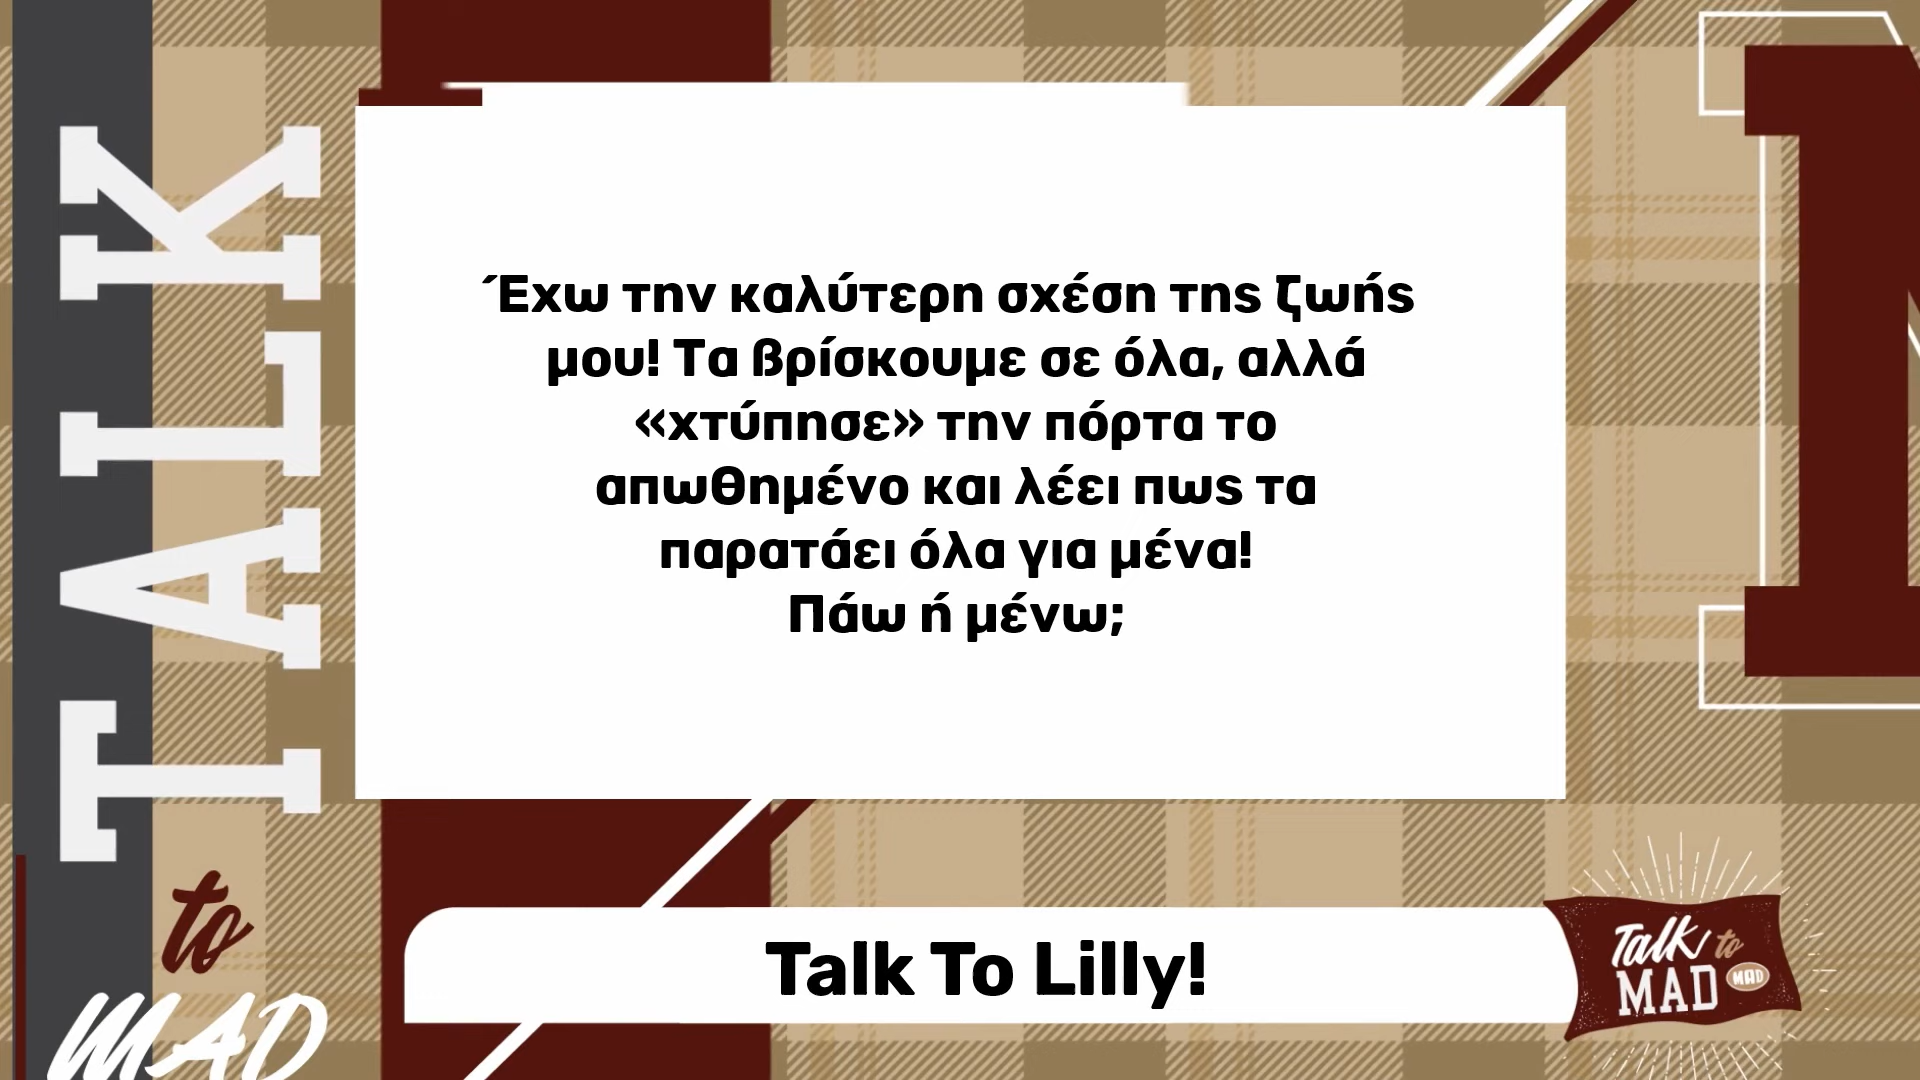 TALK
to
MAD
Έχω την καλύτερη σχέση της ζωής
μου! Τα βρίσκουμε σε όλα, αλλά
«χτύπησε» την πόρτα το
απωθημένο και λέει πως τα
παρατάει όλα για μένα!
Πάω ή μένω;
Talk To Lilly!
Talk to
MAD
MAD